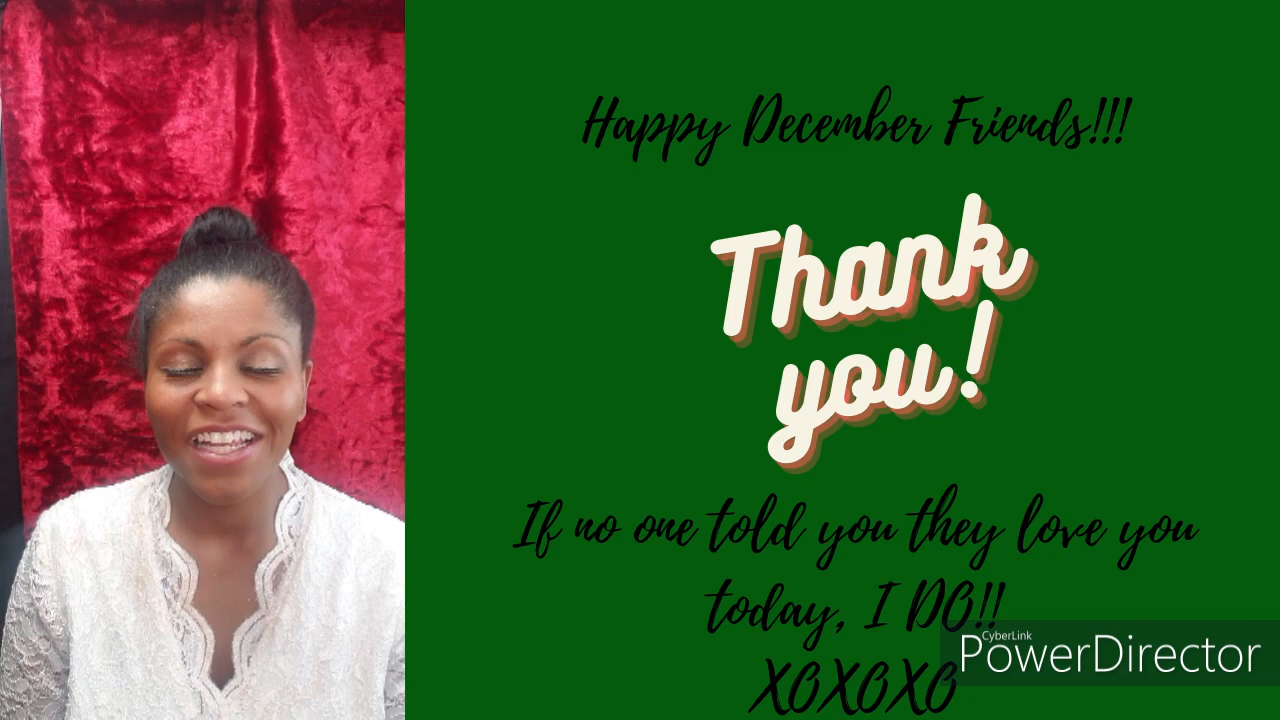 Happy December Friends!!!
Thank
you!
If no one told you they love you
today, I DO!!
XOXOXO
CyberLink
PowerDirector